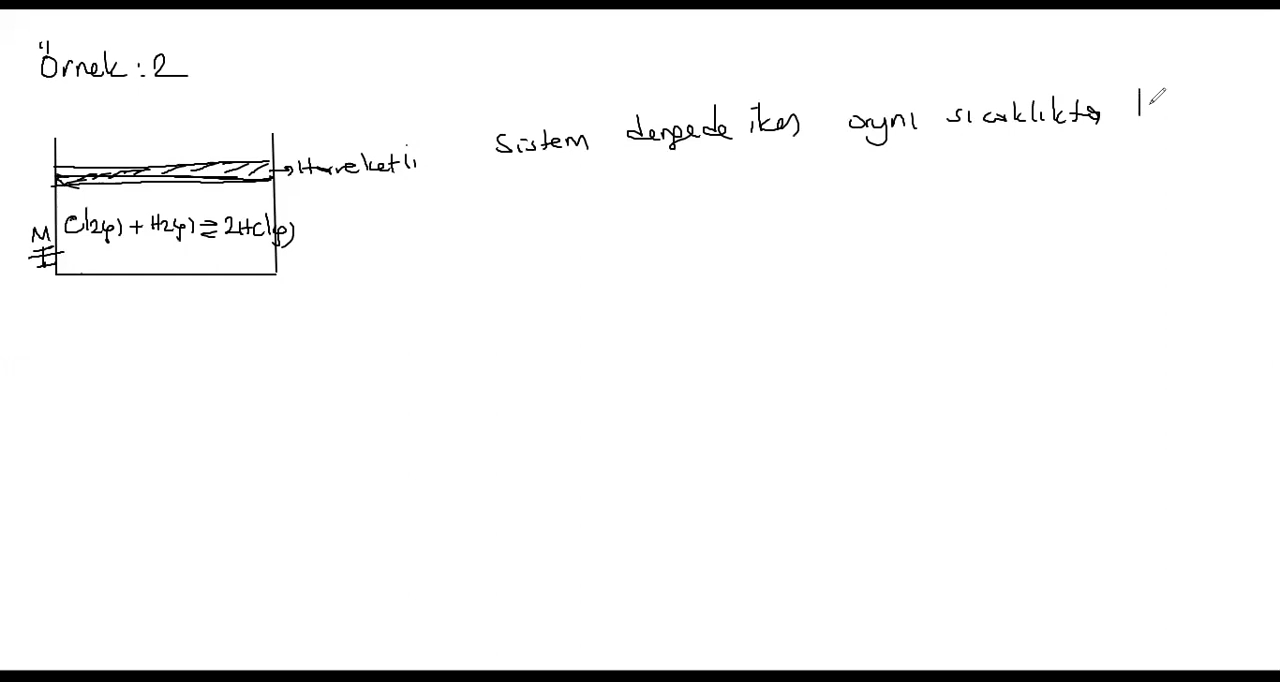 Örnek : 2
Sistem dengede iken aynı sıcaklıkta
→ Hareketli
M
Cl2(g) + H2(g) ⇌ 2HCl(g)